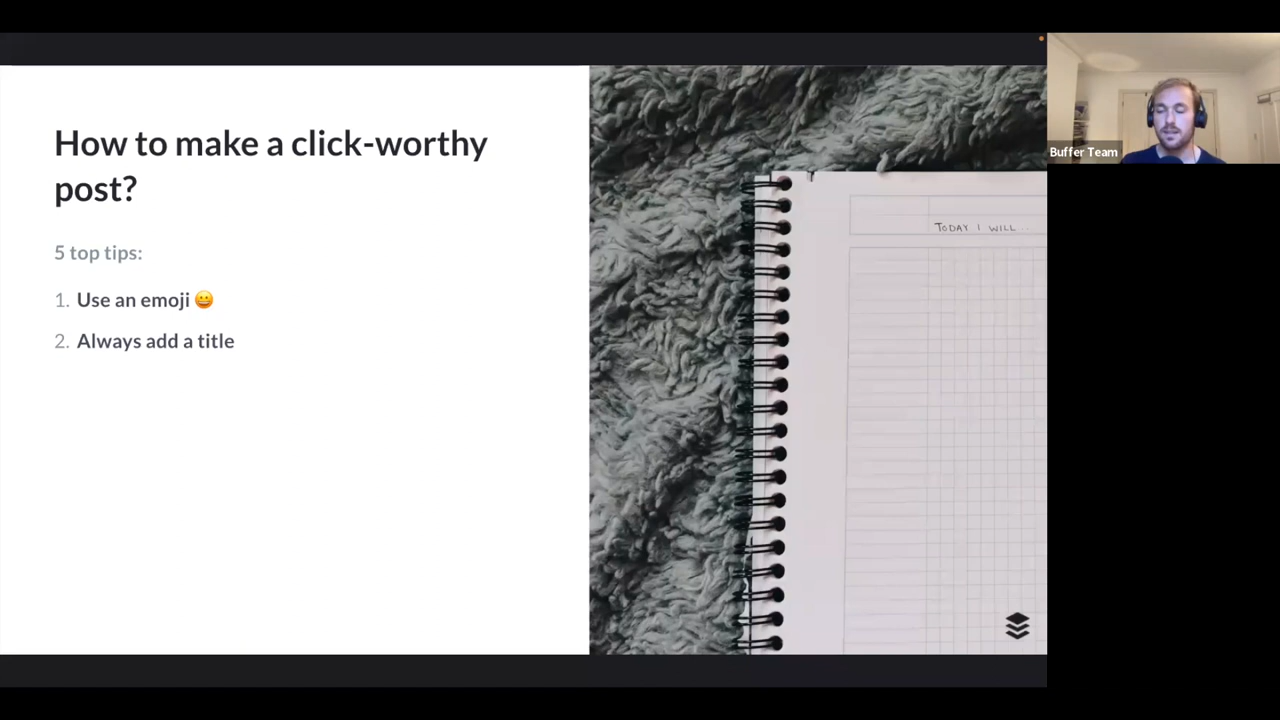 How to make a click-worthy
post?
5 top tips:
1. Use an emoji 😀
2. Always add a title
TODAY I WILL ...
Buffer Team